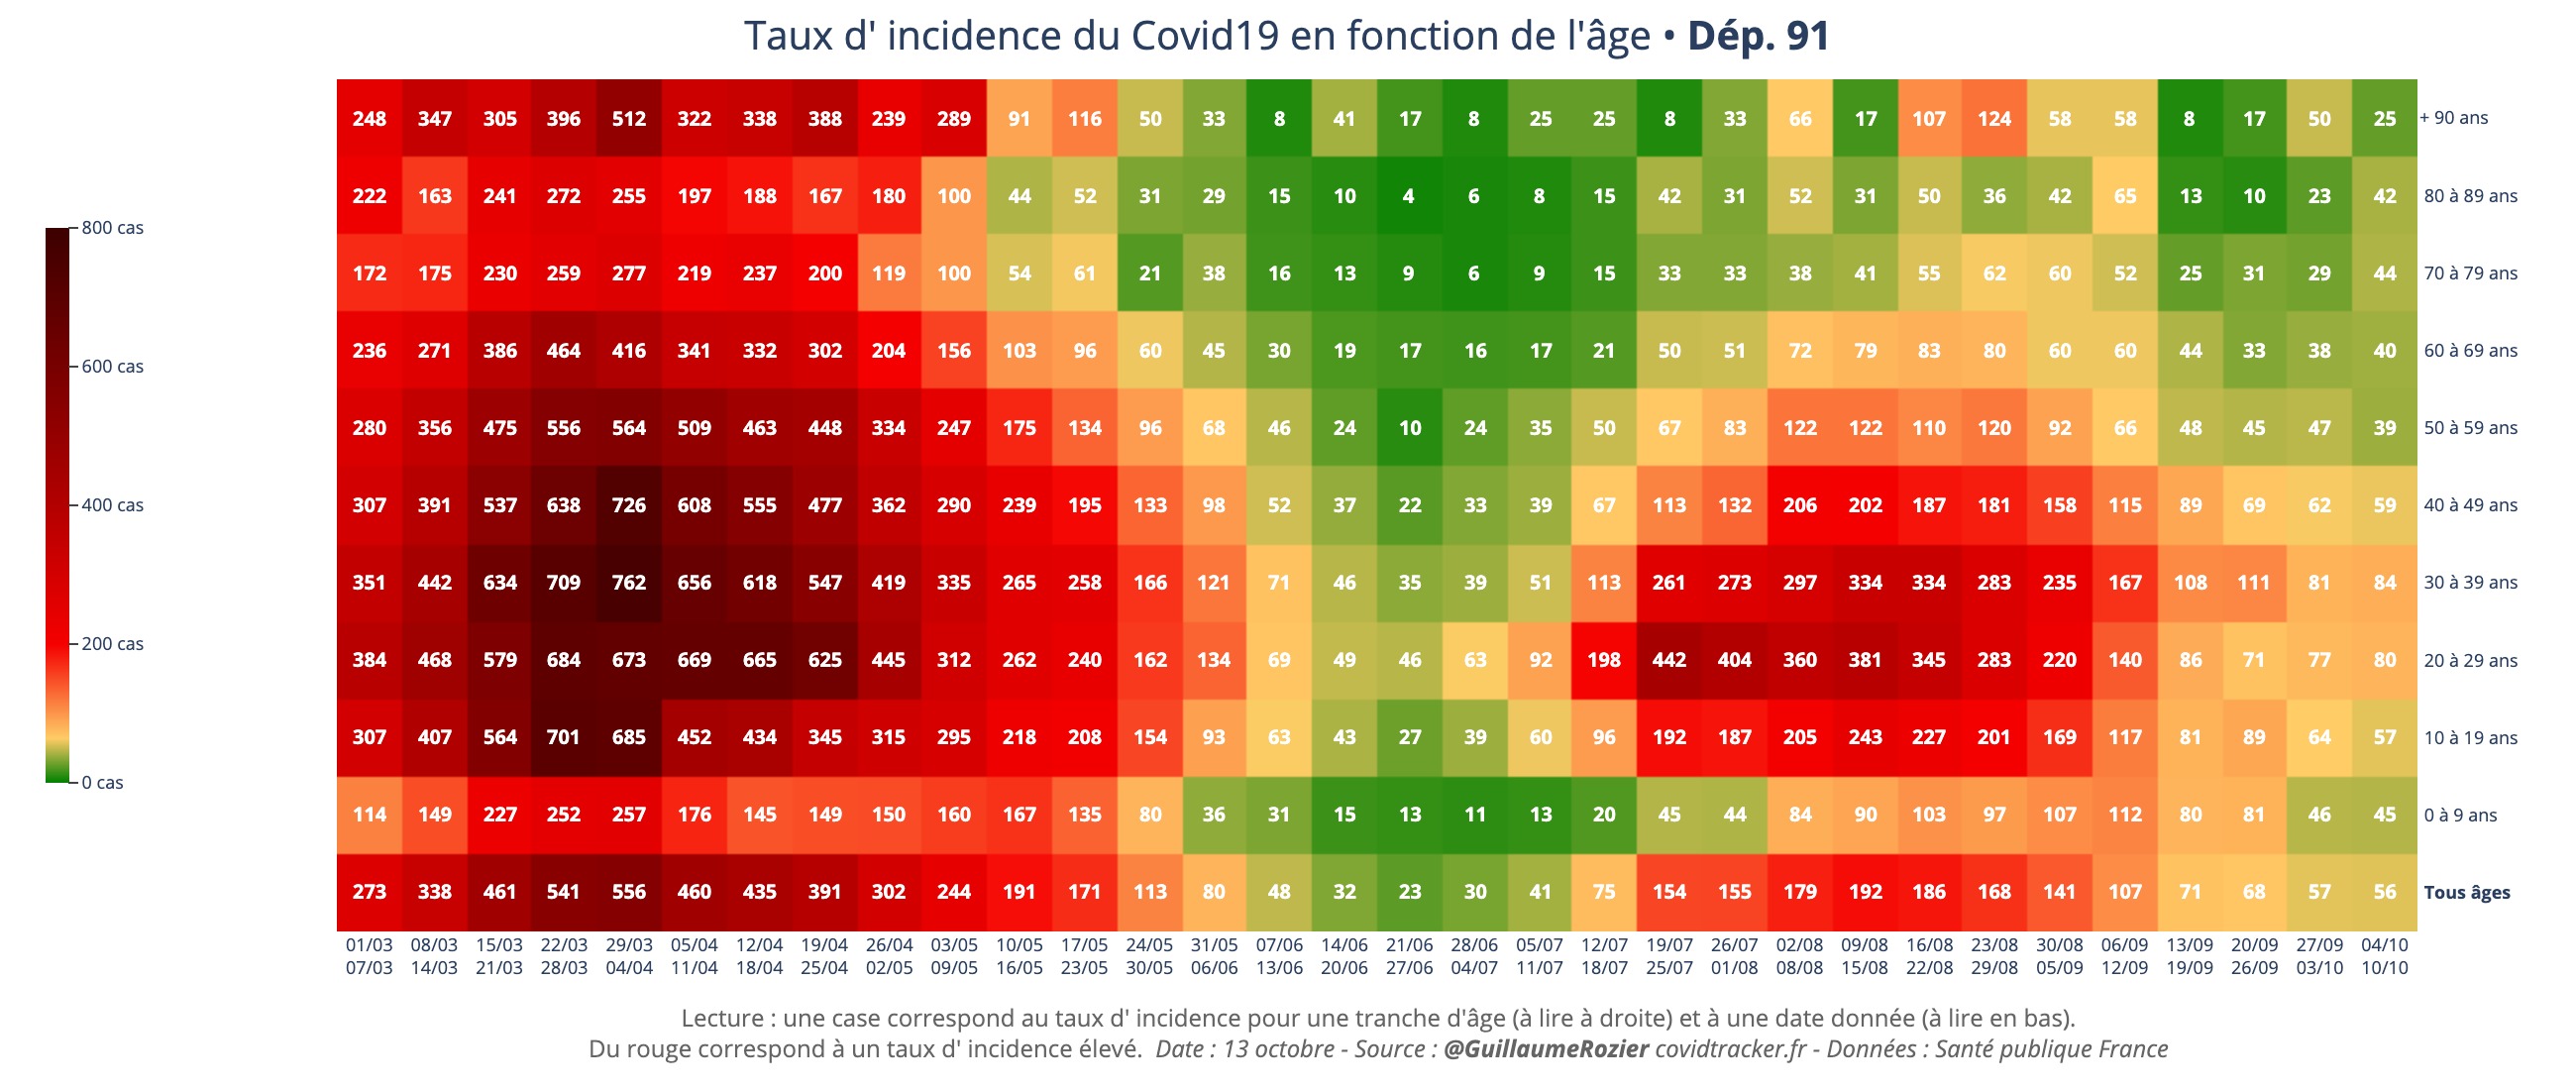 Taux d' incidence du Covid19 en fonction de l'âge • Dép. 91
800 cas
600 cas
400 cas
200 cas
0 cas
248 347 305 396 512 322 338 388 239 289 91 116 50 33 8 41 17 8 25 25 8 33 66 17 107 124 58 58 8 17 50 25 + 90 ans
222 163 241 272 255 197 188 167 180 100 44 52 31 29 15 10 4 6 8 15 42 31 52 31 50 36 42 65 13 10 23 42 80 à 89 ans
172 175 230 259 277 219 237 200 119 100 54 61 21 38 16 13 9 6 9 15 33 33 38 41 55 62 60 52 25 31 29 44 70 à 79 ans
236 271 386 464 416 341 332 302 204 156 103 96 60 45 30 19 17 16 17 21 50 51 72 79 83 80 60 60 44 33 38 40 60 à 69 ans
280 356 475 556 564 509 463 448 334 247 175 134 96 68 46 24 10 24 35 50 67 83 122 122 110 120 92 66 48 45 47 39 50 à 59 ans
307 391 537 638 726 608 555 477 362 290 239 195 133 98 52 37 22 33 39 67 113 132 206 202 187 181 158 115 89 69 62 59 40 à 49 ans
351 442 634 709 762 656 618 547 419 335 265 258 166 121 71 46 35 39 51 113 261 273 297 334 334 283 235 167 108 111 81 84 30 à 39 ans
384 468 579 684 673 669 665 625 445 312 262 240 162 134 69 49 46 63 92 198 442 404 360 381 345 283 220 140 86 71 77 80 20 à 29 ans
307 407 564 701 685 452 434 345 315 295 218 208 154 93 63 43 27 39 60 96 192 187 205 243 227 201 169 117 81 89 64 57 10 à 19 ans
114 149 227 252 257 176 145 149 150 160 167 135 80 36 31 15 13 11 13 20 45 44 84 90 103 97 107 112 80 81 46 45 0 à 9 ans
273 338 461 541 556 460 435 391 302 244 191 171 113 80 48 32 23 30 41 75 154 155 179 192 186 168 141 107 71 68 57 56 Tous âges
01/03 08/03 15/03 22/03 29/03 05/04 12/04 19/04 26/04 03/05 10/05 17/05 24/05 31/05 07/06 14/06 21/06 28/06 05/07 12/07 19/07 26/07 02/08 09/08 16/08 23/08 30/08 06/09 13/09 20/09 27/09 04/10
07/03 14/03 21/03 28/03 04/04 11/04 18/04 25/04 02/05 09/05 16/05 23/05 30/05 06/06 13/06 20/06 27/06 04/07 11/07 18/07 25/07 01/08 08/08 15/08 22/08 29/08 05/09 12/09 19/09 26/09 03/10 10/10
Lecture : une case correspond au taux d' incidence pour une tranche d'âge (à lire à droite) et à une date donnée (à lire en bas).
Du rouge correspond à un taux d' incidence élevé. Date : 13 octobre - Source : @GuillaumeRozier covidtracker.fr - Données : Santé publique France